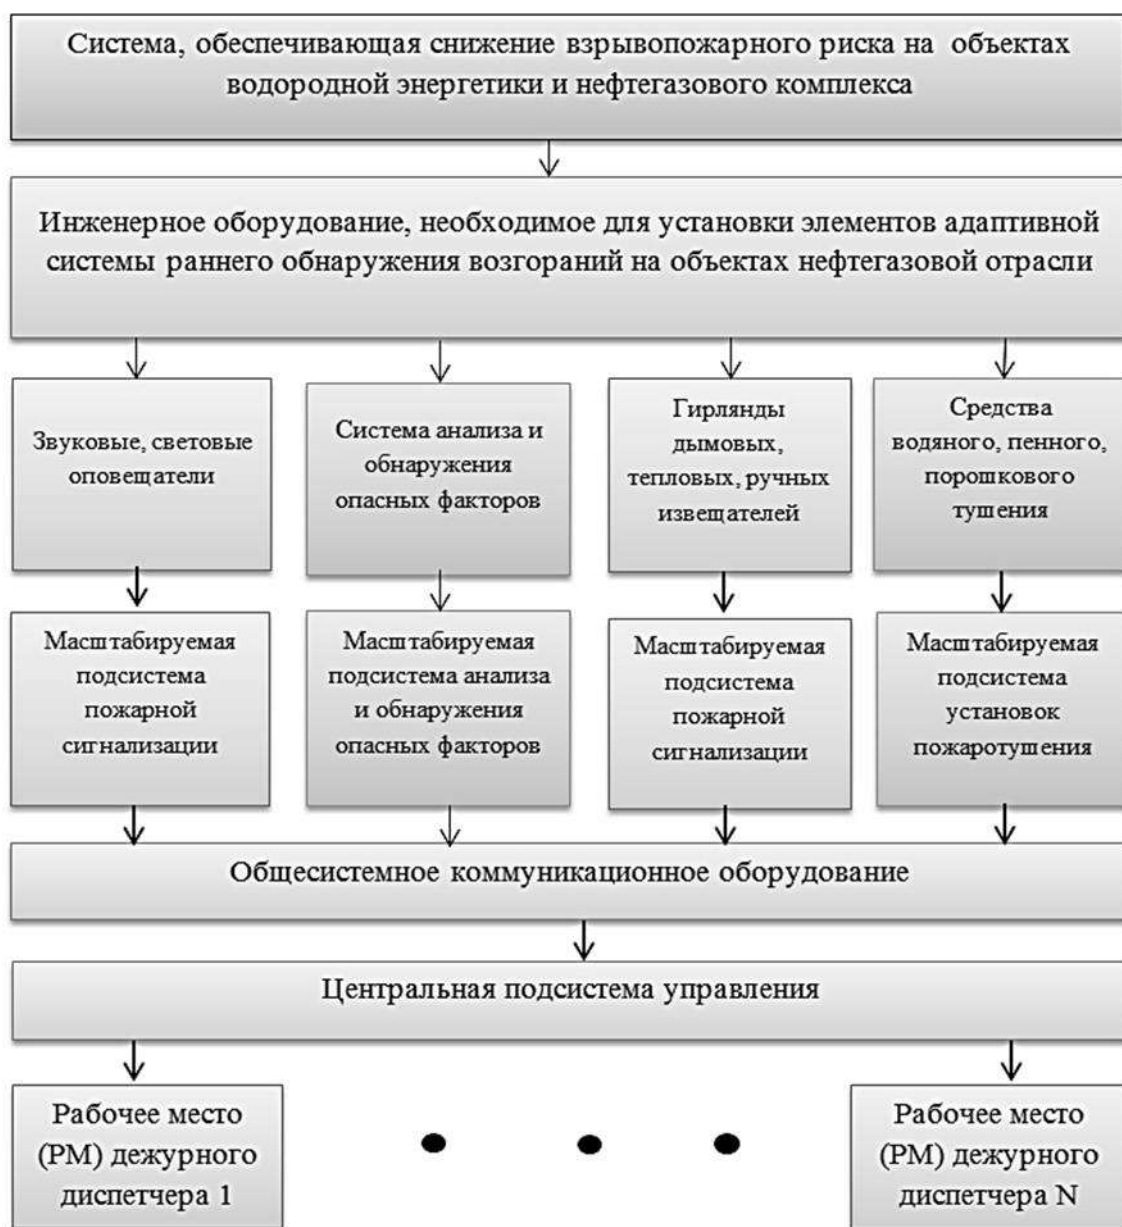 Система, обеспечивающая снижение взрывопожарного риска на объектах
водородной энергетики и нефтегазового комплекса
Инженерное оборудование, необходимое для установки элементов адаптивной
системы раннего обнаружения возгораний на объектах нефтегазовой отрасли
Звуковые, световые
оповещатели
Система анализа и
обнаружения
опасных факторов
Гирлянды
дымовых,
тепловых, ручных
извещателей
Средства
водяного, пенного,
порошкового
тушения
Масштабируемая
подсистема
пожарной
сигнализации
Масштабируемая
подсистема анализа
и обнаружения
опасных факторов
Масштабируемая
подсистема
пожарной
сигнализации
Масштабируемая
подсистема
установок
пожаротушения
Общесистемное коммуникационное оборудование
Центральная подсистема управления
Рабочее место
(РМ) дежурного
диспетчера 1
Рабочее место
(РМ) дежурного
диспетчера N